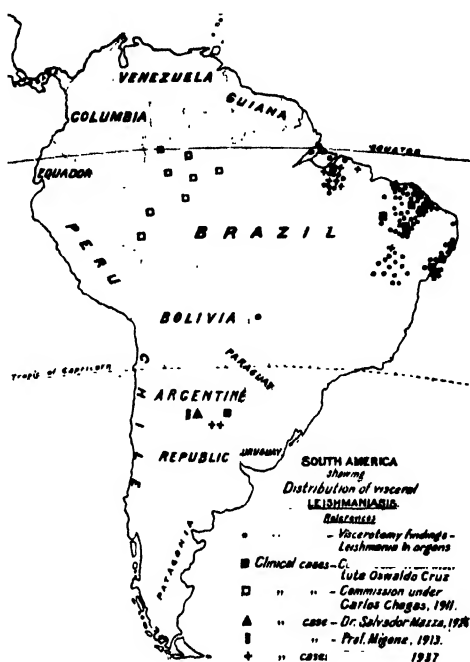 VENEZUELA
GUIANA
COLUMBIA
EQUATOR
EQUADOR
BRAZIL
PERU
BOLIVIA
PARAGUAY
Tropic of Capricorn
CHILE
ARGENTINE
REPUBLIC
URUGUAY
PATAGONIA
SOUTH AMERICA
showing
Distribution of visceral
LEISHMANIASIS.
References
" - Viscerotomy findings -
Leishmania in organs
Clinical cases -
Oswaldo Cruz
" " - Commission under
Carlos Chagas, 1911.
" case - Dr. Salvador Mazza,
" - Prof. Migone, 1913.
" cases 1937